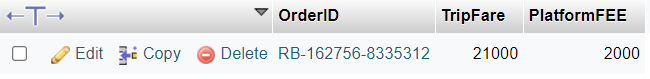 OrderID TripFare PlatformFEE
Edit Copy Delete RB-162756-8335312 21000 2000